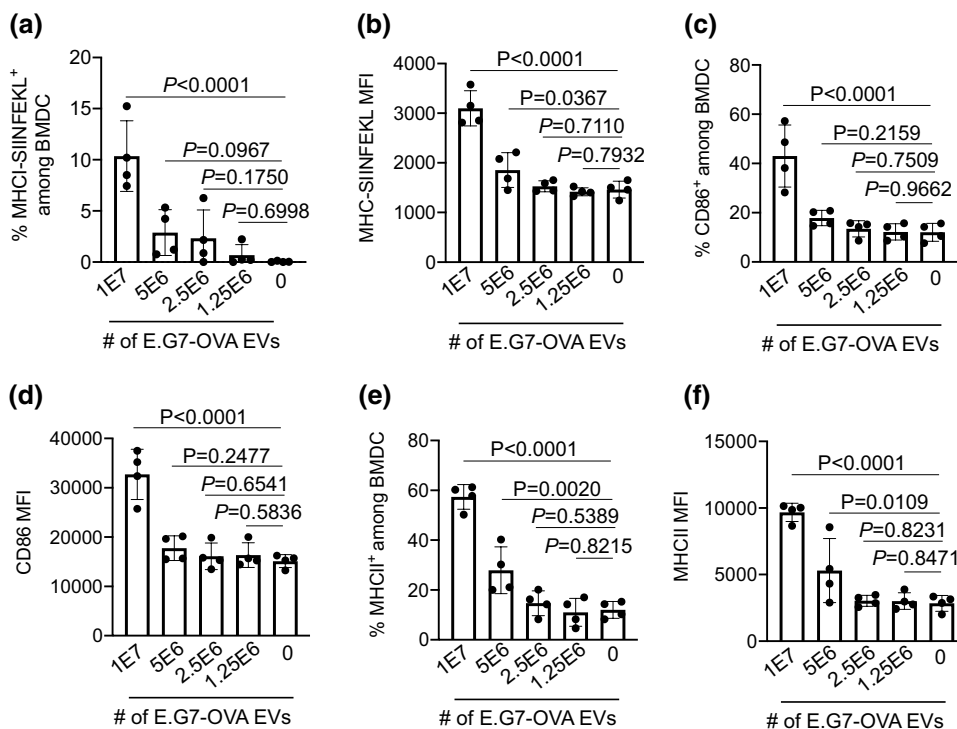 (a)
% MHCI-SIINFEKL+
among BMDC
20
15
10
5
0
P<0.0001
P=0.0967
P=0.1750
P=0.6998
1E7 5E6 2.5E6 1.25E6 0
# of E.G7-OVA EVs
(b)
MHC-SIINFEKL MFI
4000
3000
2000
1000
0
P<0.0001
P=0.0367
P=0.7110
P=0.7932
1E7 5E6 2.5E6 1.25E6 0
# of E.G7-OVA EVs
(c)
% CD86+ among BMDC
60
40
20
0
P<0.0001
P=0.2159
P=0.7509
P=0.9662
1E7 5E6 2.5E6 1.25E6 0
# of E.G7-OVA EVs
(d)
CD86 MFI
40000
30000
20000
10000
0
P<0.0001
P=0.2477
P=0.6541
P=0.5836
1E7 5E6 2.5E6 1.25E6 0
# of E.G7-OVA EVs
(e)
% MHCII+ among BMDC
60
40
20
0
P<0.0001
P=0.0020
P=0.5389
P=0.8215
1E7 5E6 2.5E6 1.25E6 0
# of E.G7-OVA EVs
(f)
MHCII MFI
15000
10000
5000
0
P<0.0001
P=0.0109
P=0.8231
P=0.8471
1E7 5E6 2.5E6 1.25E6 0
# of E.G7-OVA EVs